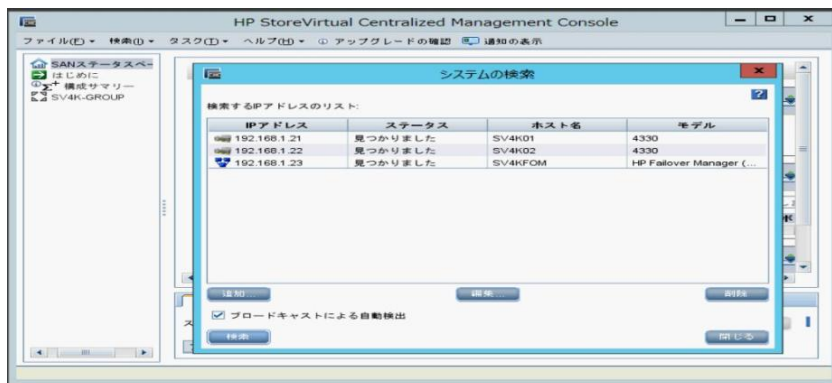 HP StoreVirtual Centralized Management Console
ファイル(F) 検索(I) タスク(T) ヘルプ(H) アップグレードの確認 通知の表示
SANステータスペー
はじめに
構成サマリー
SV4K-GROUP
システムの検索
検索するIPアドレスのリスト:
IPアドレス ステータス ホスト名 モデル
192.168.1.21 見つかりました SV4K01 4330
192.168.1.22 見つかりました SV4K02 4330
192.168.1.23 見つかりました SV4KFOM HP Failover Manager (...
追加... 編集... 削除
ブロードキャストによる自動検出
検索 閉じる